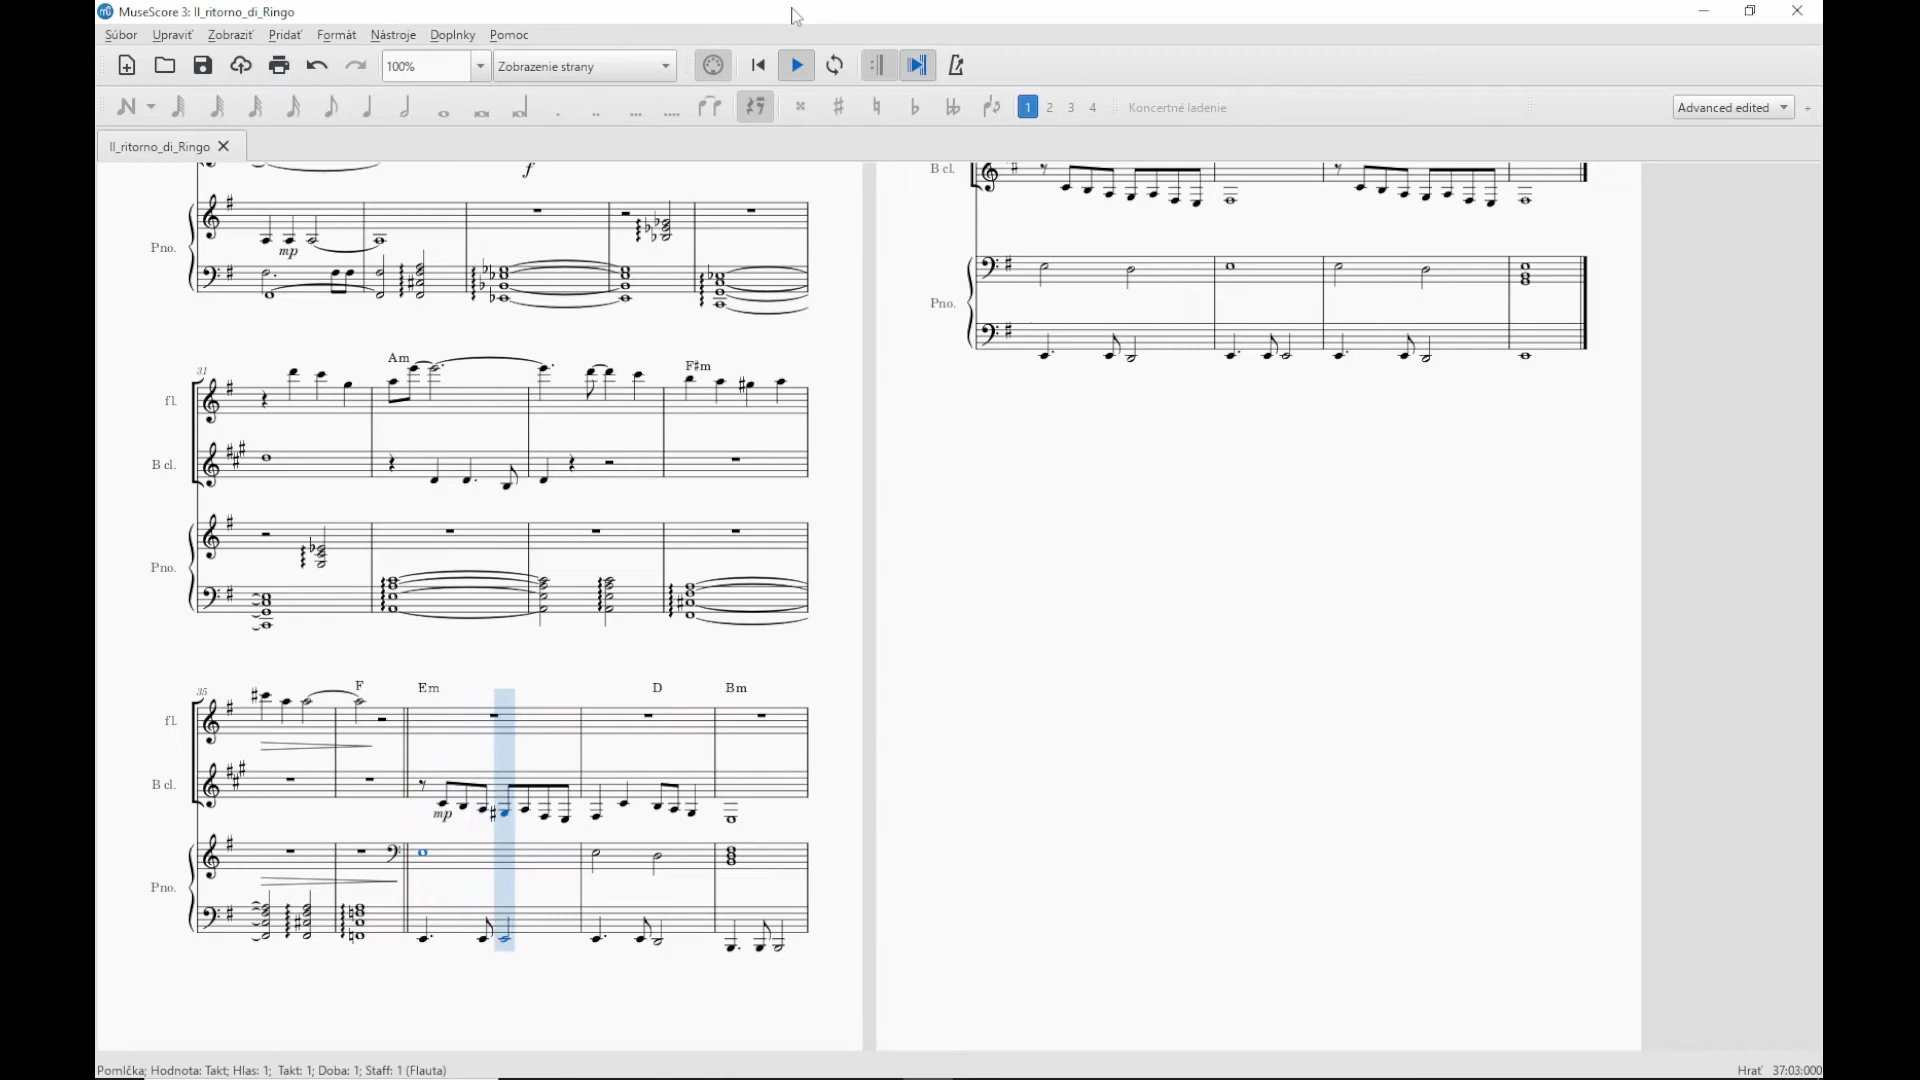 MuseScore 3: Il_ritorno_di_Ringo
Súbor Upraviť Zobraziť Pridať Formát Nástroje Doplnky Pomoc
100% Zobrazenie strany
1 2 3 4 Koncertné ladenie Advanced edited +
Il_ritorno_di_Ringo
f
Pno.
mp
31
Am
F#m
fl.
B cl.
Pno.
35
F Em D Bm
fl.
B cl.
mp
Pno.
B cl.
Pno.
Pomlčka; Hodnota: Takt; Hlas: 1; Takt: 1; Doba: 1; Staff: 1 (Flauta)
Hrať 37:03:000